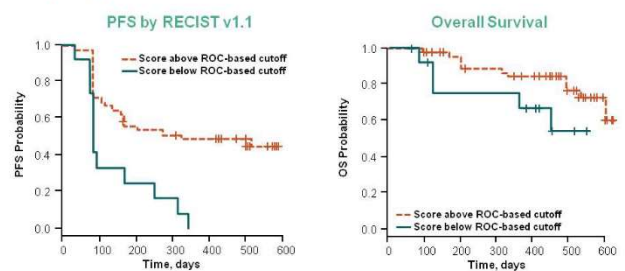 PFS by RECIST v1.1
1.0
0.8
0.6
0.4
0.2
0.0
PFS Probability
Score above ROC-based cutoff
Score below ROC-based cutoff
0 100 200 300 400 500 600
Time, days
Overall Survival
1.0
0.8
0.6
0.4
0.2
0.0
OS Probability
Score above ROC-based cutoff
Score below ROC-based cutoff
0 100 200 300 400 500 600
Time, days